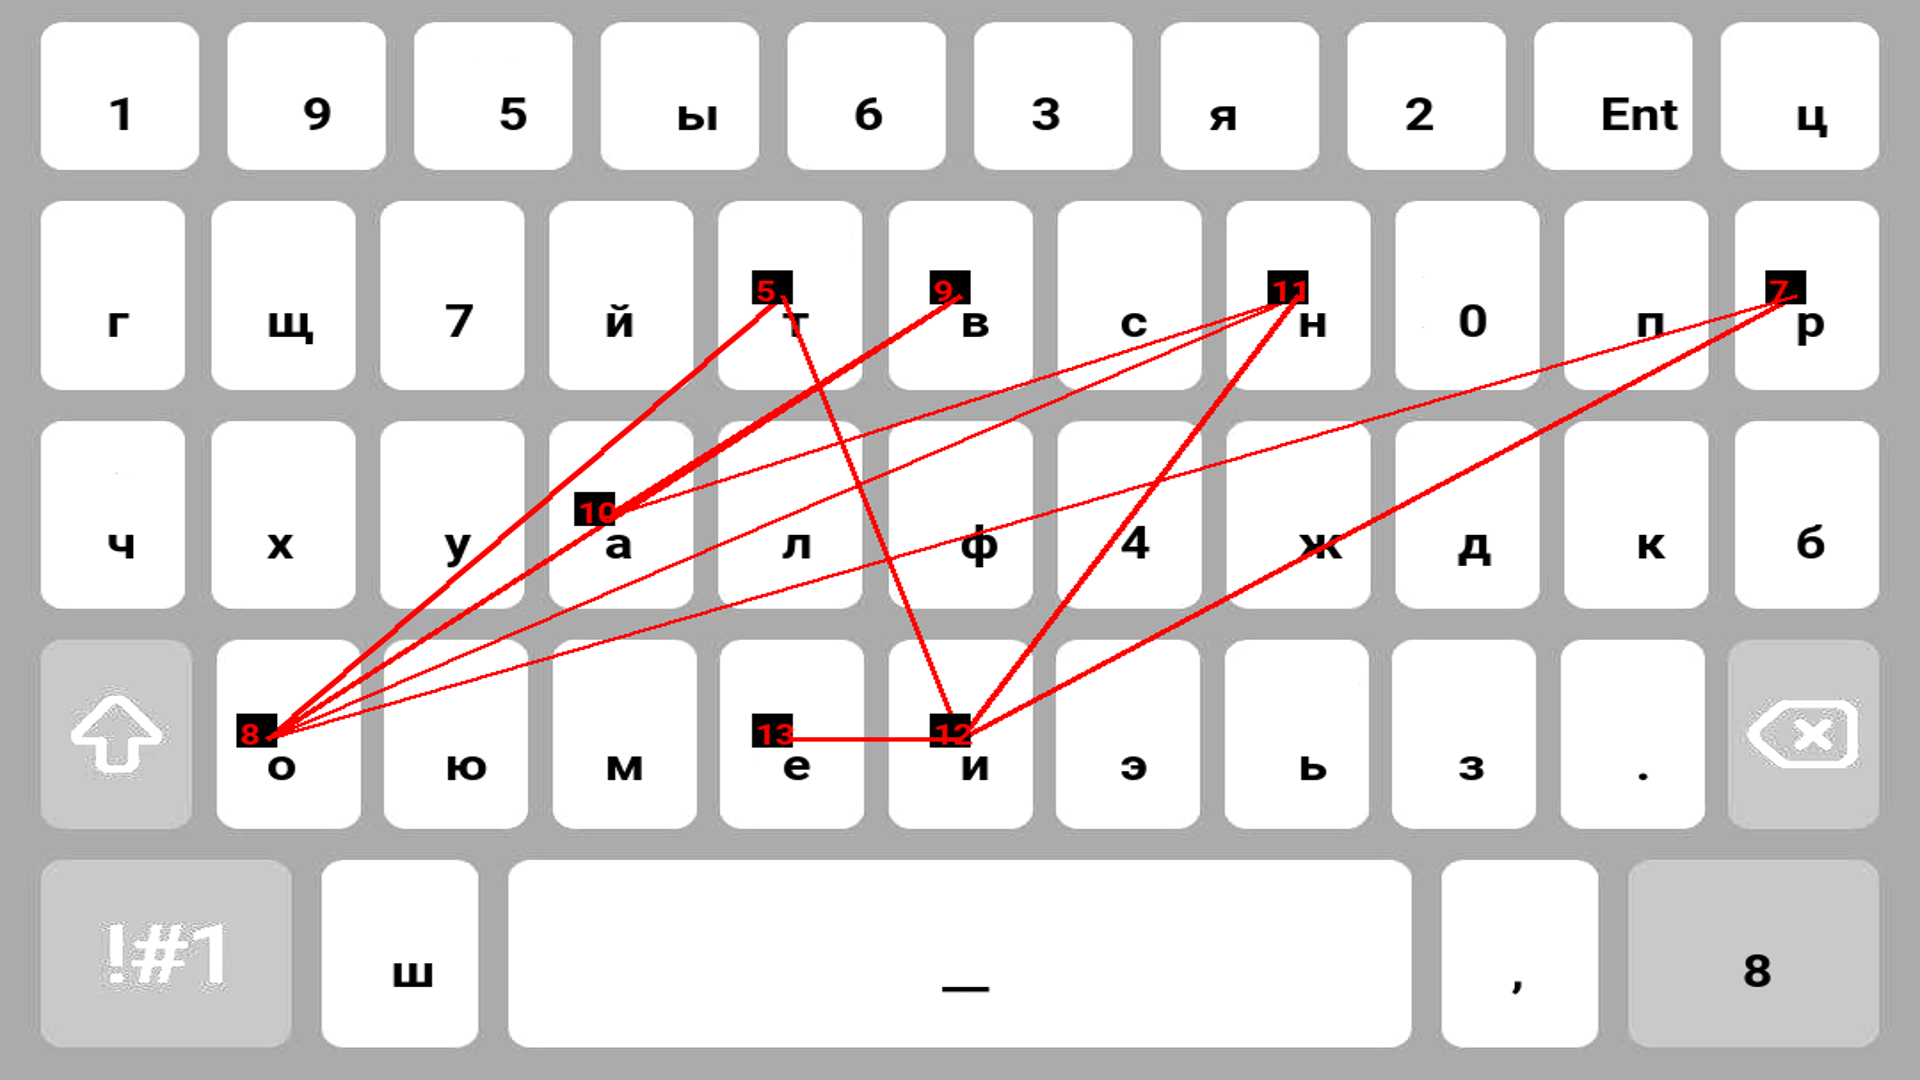 1 9 5 ы 6 3 я 2 Ent ц
5 9 11 7
г щ 7 й т в с н 0 п р
10
ч х у а л ф 4 ж д к б
8 13 12
о ю м е и э ь з .
!#1 ш _ , 8